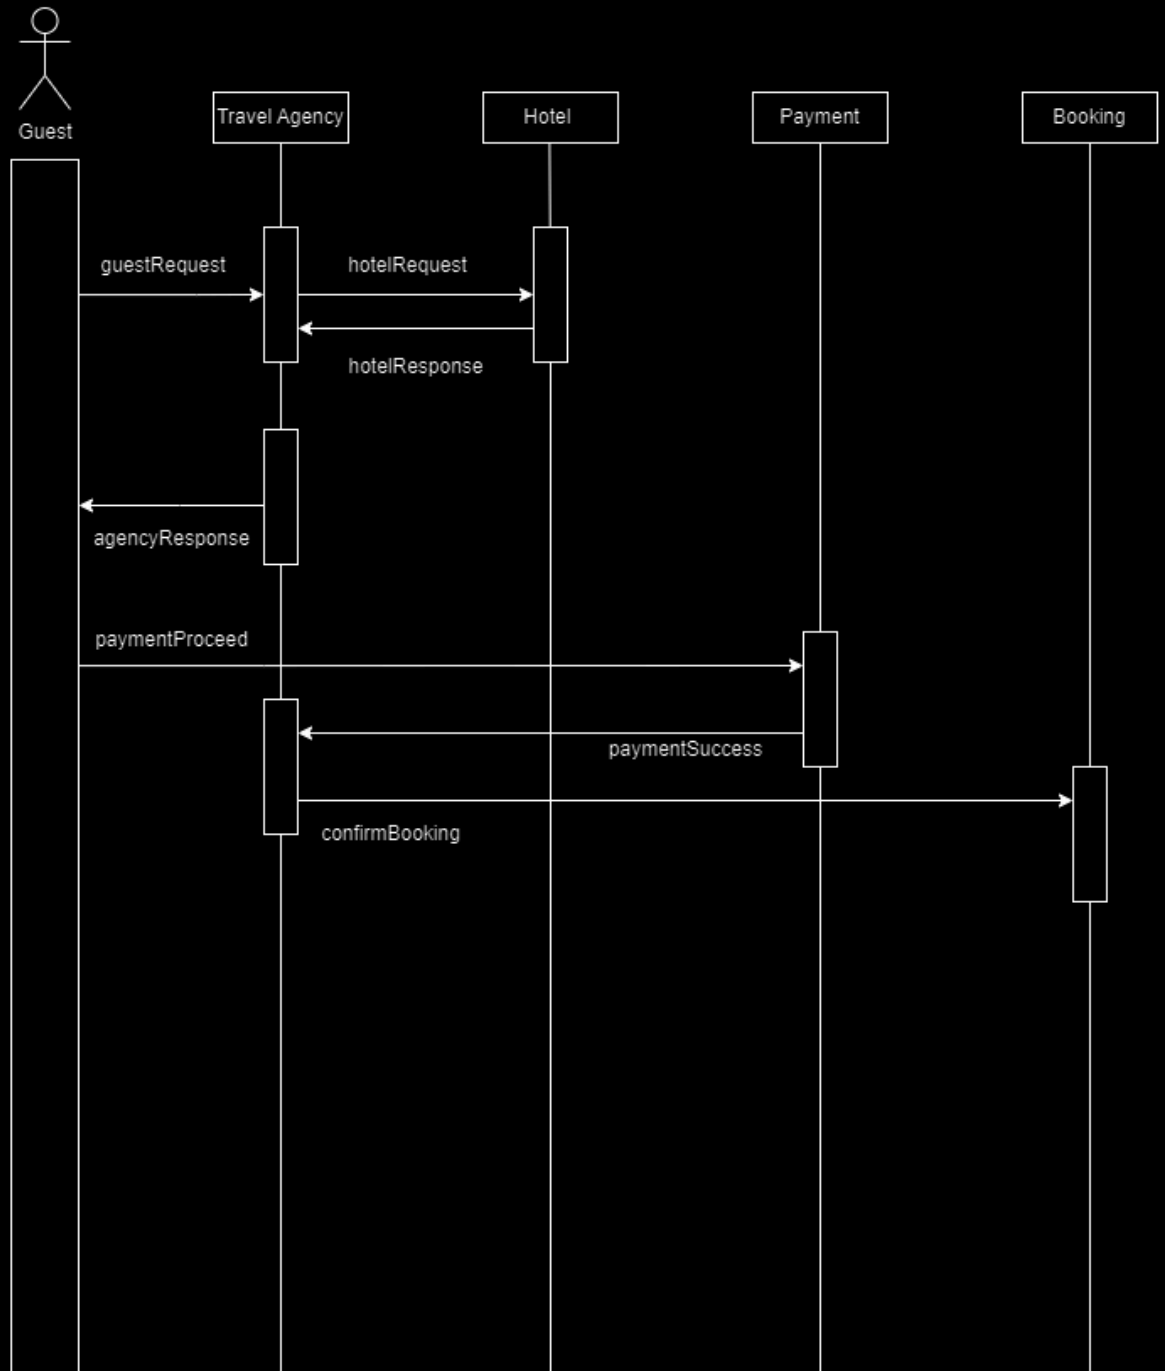 Guest
Travel Agency
Hotel
Payment
Booking
guestRequest
hotelRequest
hotelResponse
agencyResponse
paymentProceed
paymentSuccess
confirmBooking